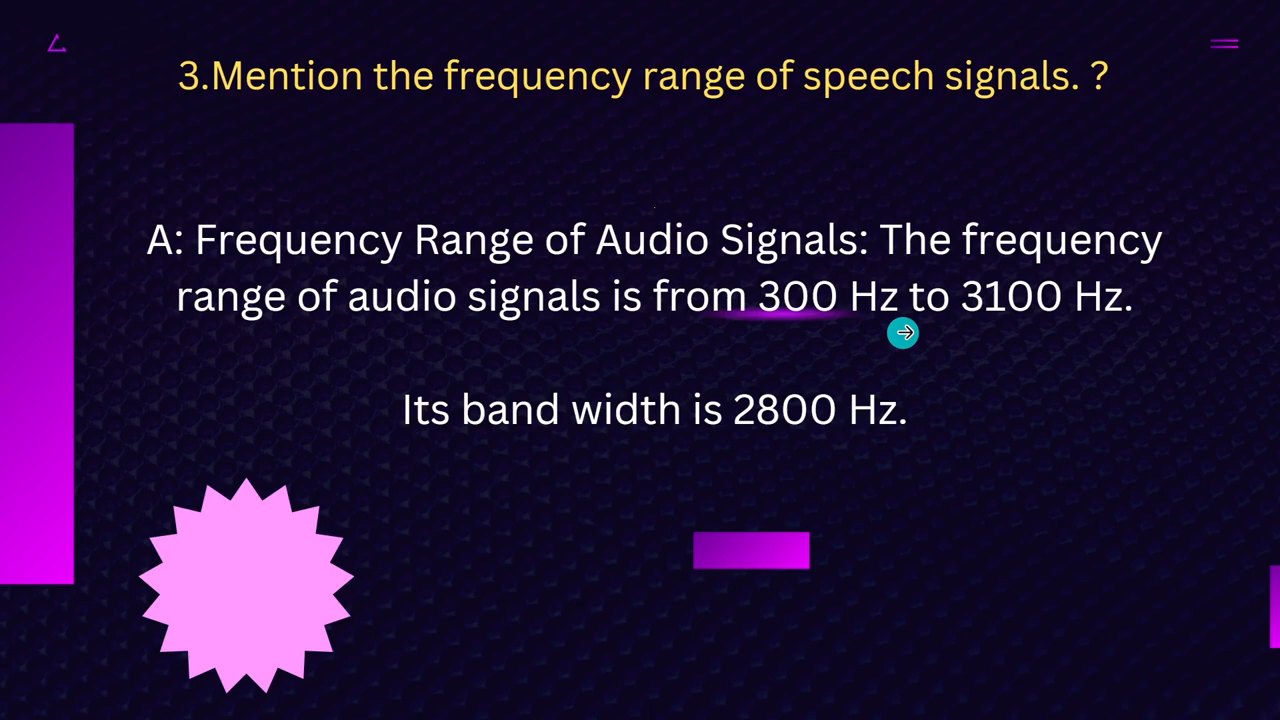 3.Mention the frequency range of speech signals. ?
A: Frequency Range of Audio Signals: The frequency
range of audio signals is from 300 Hz to 3100 Hz.
Its band width is 2800 Hz.